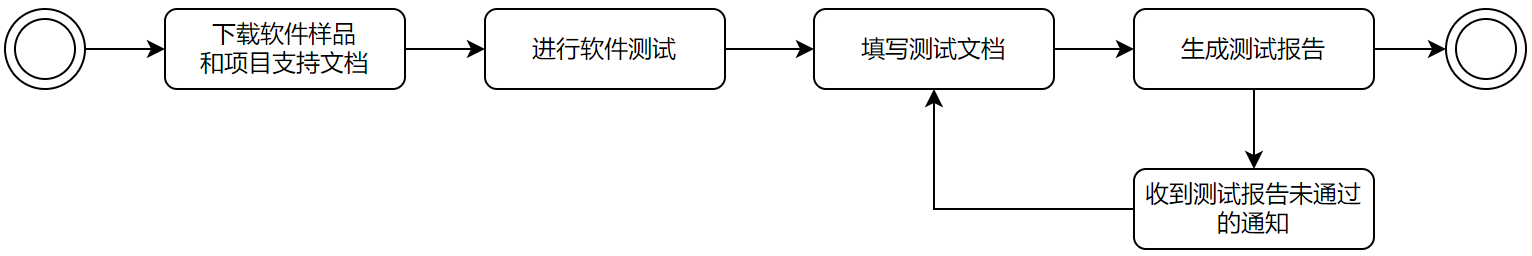 下载软件样品
和项目支持文档
进行软件测试
填写测试文档
生成测试报告
收到测试报告未通过
的通知